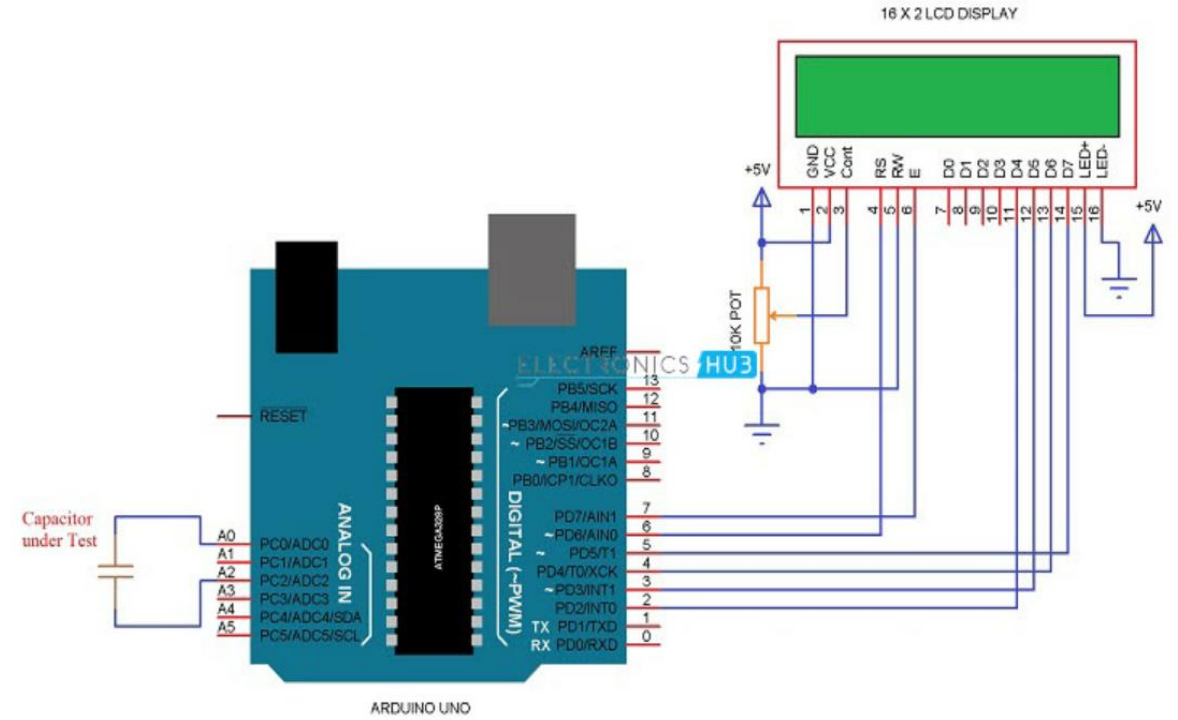 16 X 2 LCD DISPLAY
GND
VCC
Cont
RS
RW
E
D0
D1
D2
D3
D4
D5
D6
D7
LED+
LED-
1
2
3
4
5
6
7
8
9
10
11
12
13
14
15
16
+5V
+5V
10K POT
ELECTRONICS HUB
AREF
PB5/SCK 13
PB4/MISO 12
~PB3/MOSI/OC2A 11
~ PB2/SS/OC1B 10
~ PB1/OC1A 9
PB0/ICP1/CLKO 8
PD7/AIN1 7
~PD6/AIN0 6
~ PD5/T1 5
PD4/T0/XCK 4
~PD3/INT1 3
PD2/INT0 2
TX PD1/TXD 1
RX PD0/RXD 0
DIGITAL (~PWM)
ATMEGA328P
ANALOG IN
RESET
Capacitor
under Test
A0 PC0/ADC0
A1 PC1/ADC1
A2 PC2/ADC2
A3 PC3/ADC3
A4 PC4/ADC4/SDA
A5 PC5/ADC5/SCL
ARDUINO UNO